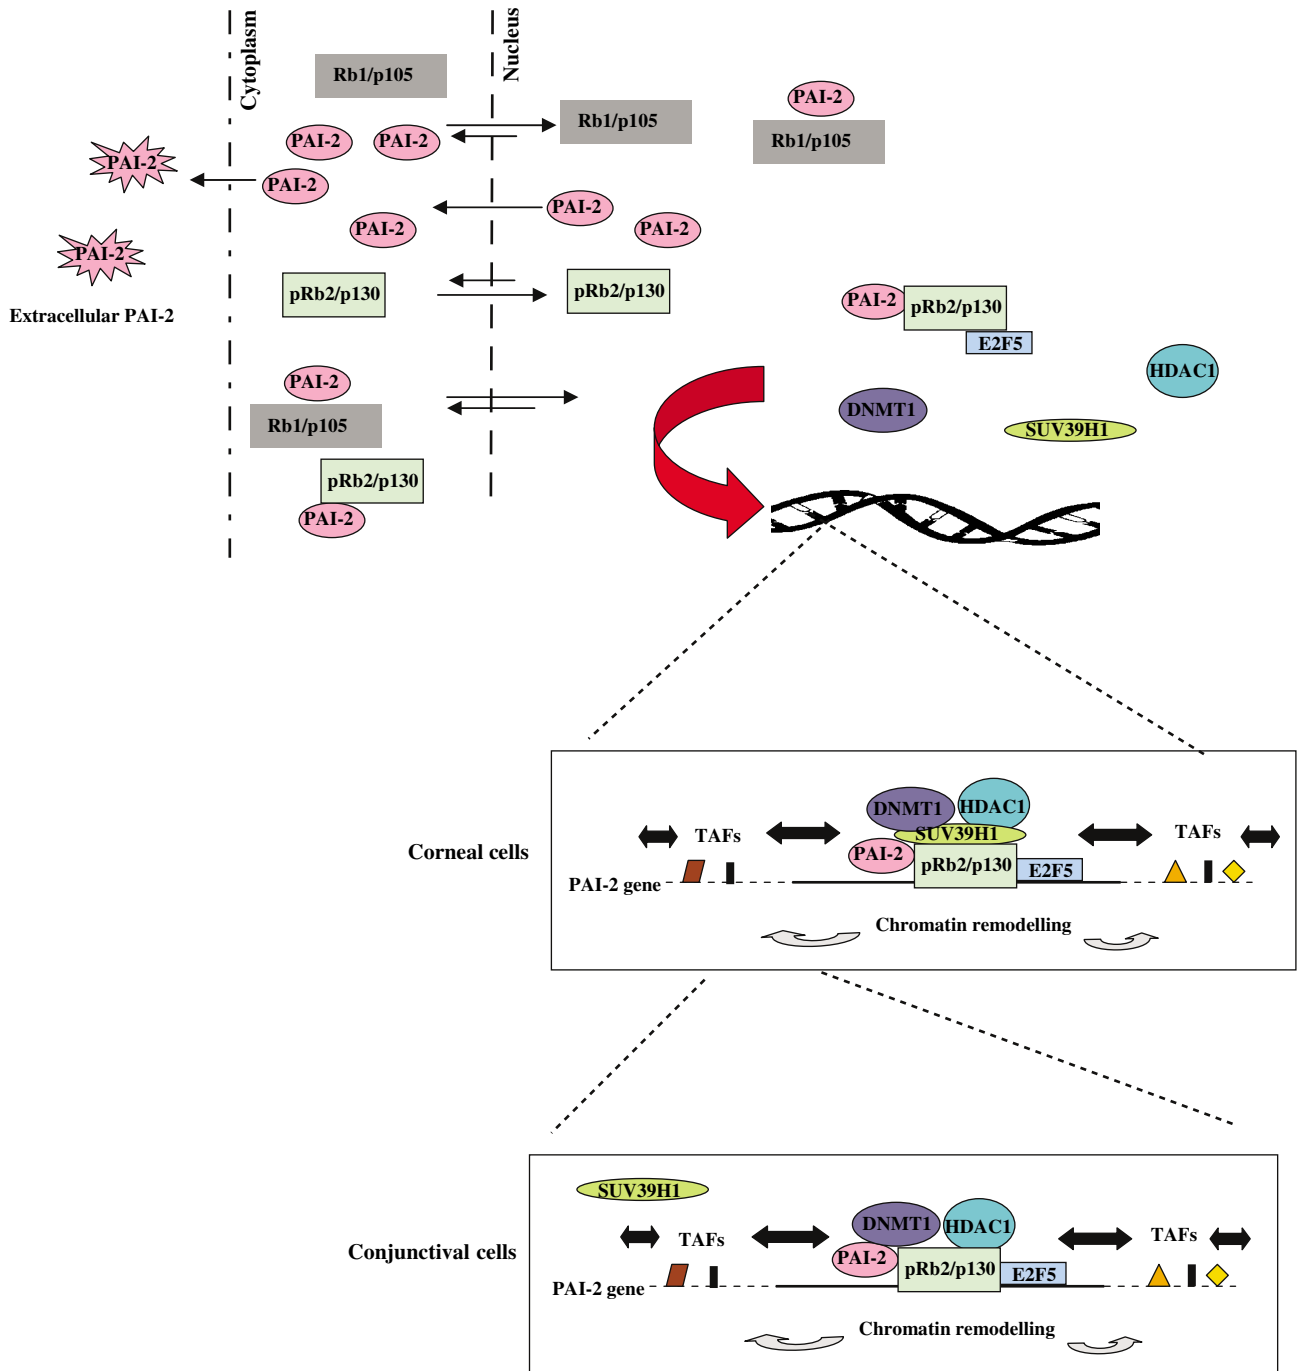 Cytoplasm
Nucleus
Rb1/p105
PAI-2
Rb1/p105
Rb1/p105
PAI-2
PAI-2
PAI-2
PAI-2
PAI-2
PAI-2
PAI-2
PAI-2
PAI-2
Extracellular PAI-2
pRb2/p130
pRb2/p130
PAI-2
pRb2/p130
E2F5
HDAC1
PAI-2
Rb1/p105
DNMT1
SUV39H1
pRb2/p130
PAI-2
Corneal cells
DNMT1
HDAC1
TAFs
SUV39H1
TAFs
PAI-2
pRb2/p130
E2F5
PAI-2 gene
Chromatin remodelling
Conjunctival cells
SUV39H1
DNMT1
HDAC1
TAFs
TAFs
PAI-2
pRb2/p130
E2F5
PAI-2 gene
Chromatin remodelling